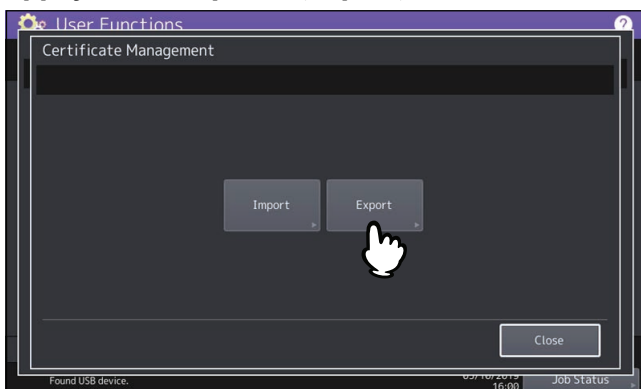 User Functions
?
Certificate Management
Import
Export
Close
Found USB device.
16:00
Job Status